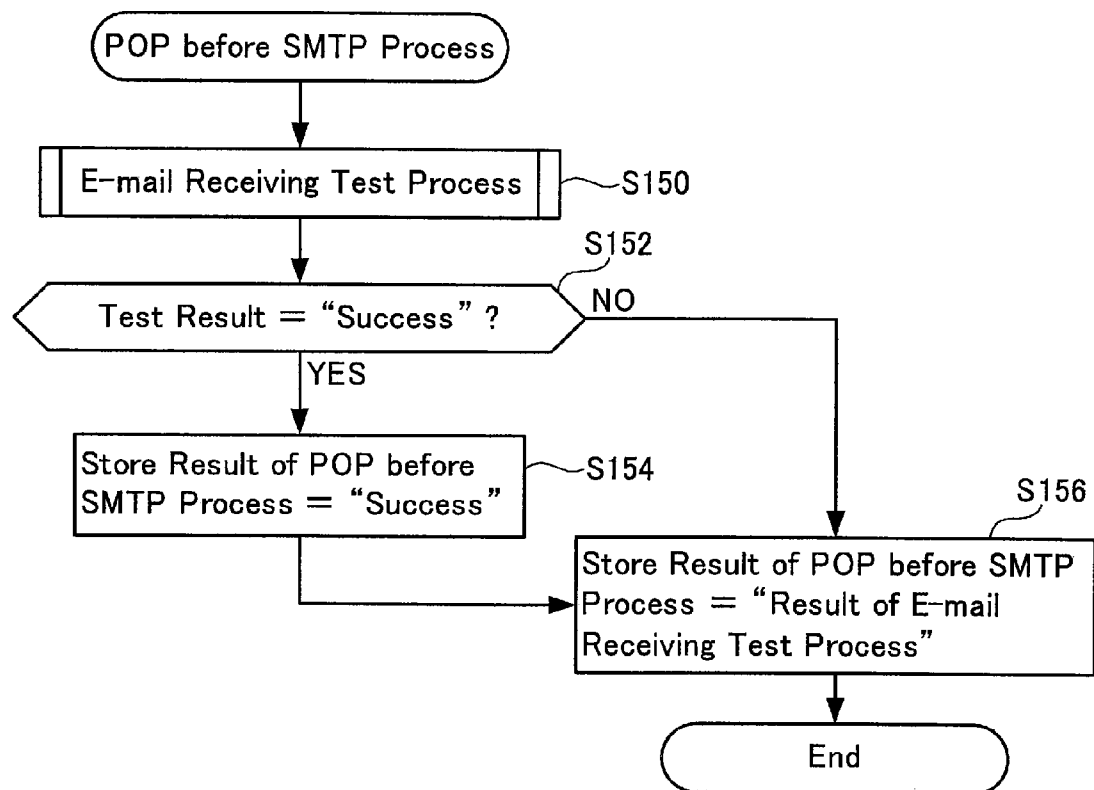 POP before SMTP Process
E-mail Receiving Test Process
S150
S152
Test Result = “Success” ?
NO
YES
Store Result of POP before
SMTP Process = “Success”
S154
S156
Store Result of POP before SMTP
Process = “Result of E-mail
Receiving Test Process”
End